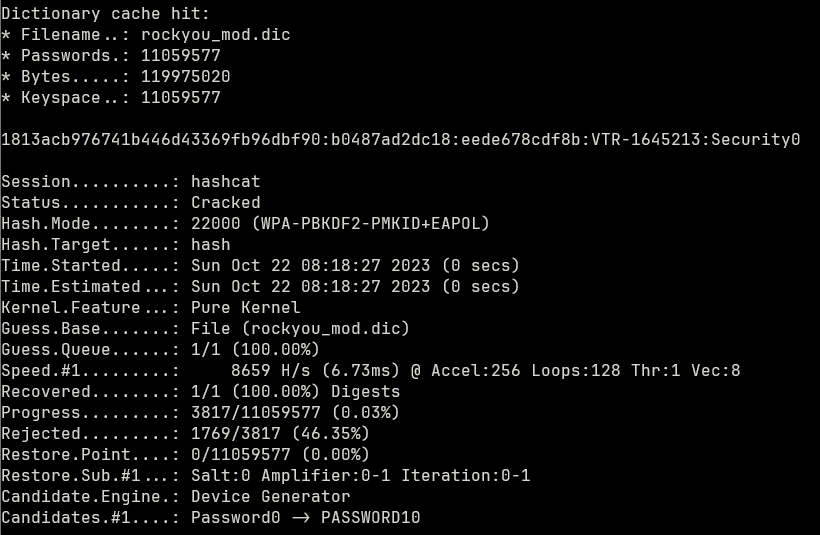 Dictionary cache hit:
* Filename..: rockyou_mod.dic
* Passwords.: 11059577
* Bytes.....: 119975020
* Keyspace..: 11059577
1813acb976741b446d43369fb96dbf90:b0487ad2dc18:eede678cdf8b:VTR-1645213:Security0
Session..........: hashcat
Status...........: Cracked
Hash.Mode........: 22000 (WPA-PBKDF2-PMKID+EAPOL)
Hash.Target......: hash
Time.Started.....: Sun Oct 22 08:18:27 2023 (0 secs)
Time.Estimated...: Sun Oct 22 08:18:27 2023 (0 secs)
Kernel.Feature...: Pure Kernel
Guess.Base.......: File (rockyou_mod.dic)
Guess.Queue......: 1/1 (100.00%)
Speed.#1.........:     8659 H/s (6.73ms) @ Accel:256 Loops:128 Thr:1 Vec:8
Recovered........: 1/1 (100.00%) Digests
Progress.........: 3817/11059577 (0.03%)
Rejected.........: 1769/3817 (46.35%)
Restore.Point....: 0/11059577 (0.00%)
Restore.Sub.#1...: Salt:0 Amplifier:0-1 Iteration:0-1
Candidate.Engine.: Device Generator
Candidates.#1....: Password0 -> PASSWORD10